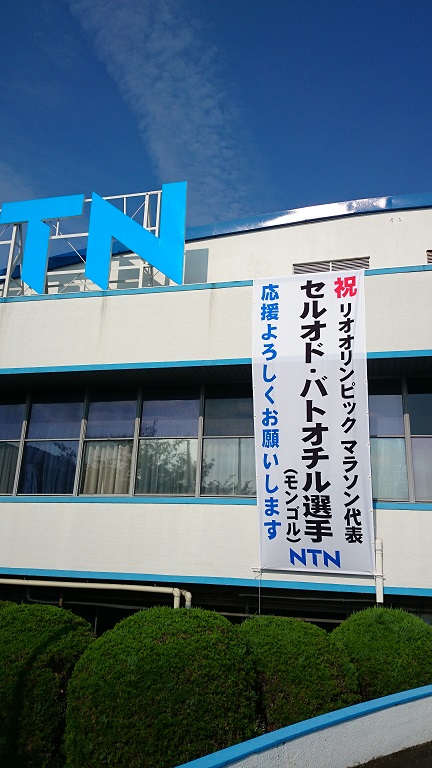 TN
祝 リオオリンピック マラソン代表
セルオド・バトオチル選手
(モンゴル)
応援よろしくお願いします
NTN